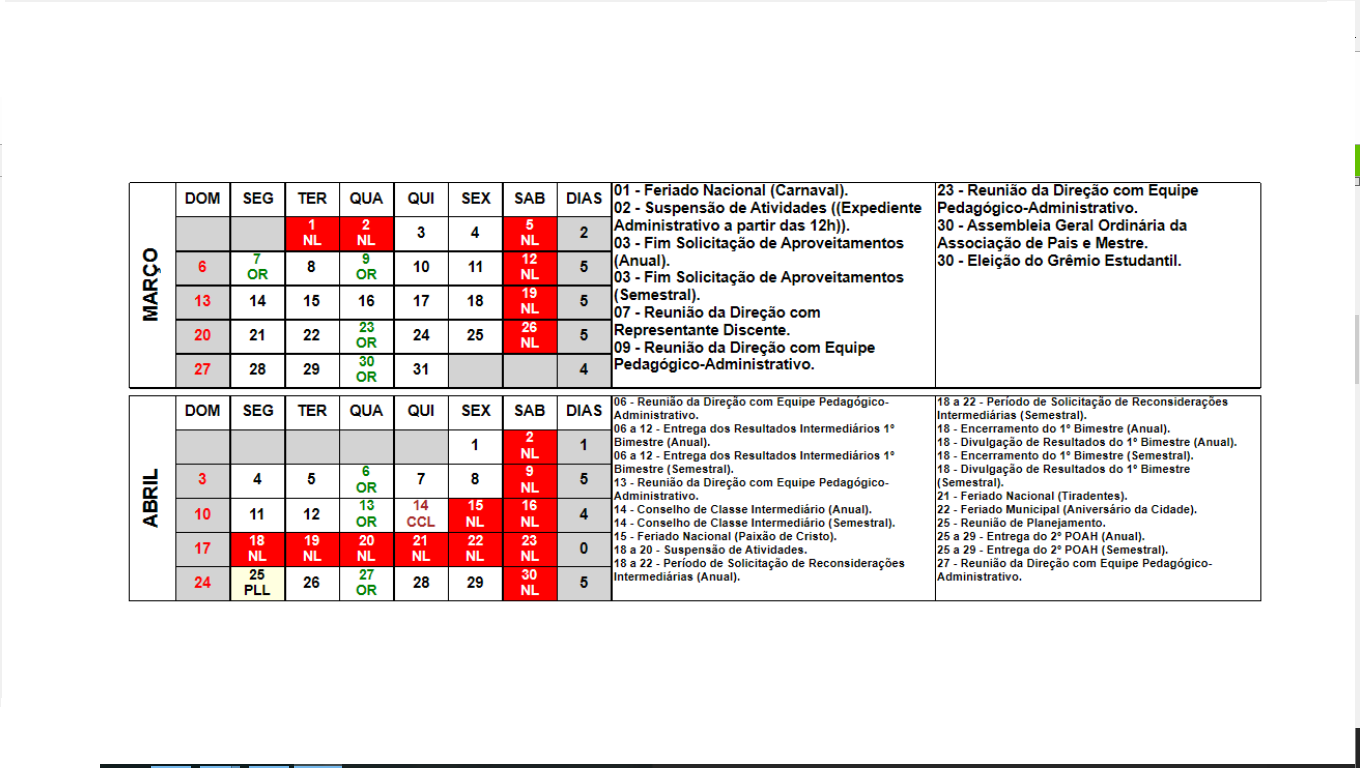 MARÇO
DOM SEG TER QUA QUI SEX SAB DIAS
1 2 3 4 5 2
NL NL NL
6 7 8 9 10 11 12 5
OR OR NL
13 14 15 16 17 18 19 5
NL
20 21 22 23 24 25 26 5
OR NL
27 28 29 30 31 4
OR
01 - Feriado Nacional (Carnaval).
02 - Suspensão de Atividades ((Expediente
Administrativo a partir das 12h)).
03 - Fim Solicitação de Aproveitamentos
(Anual).
03 - Fim Solicitação de Aproveitamentos
(Semestral).
07 - Reunião da Direção com
Representante Discente.
09 - Reunião da Direção com Equipe
Pedagógico-Administrativo.
23 - Reunião da Direção com Equipe
Pedagógico-Administrativo.
30 - Assembleia Geral Ordinária da
Associação de Pais e Mestre.
30 - Eleição do Grêmio Estudantil.
ABRIL
DOM SEG TER QUA QUI SEX SAB DIAS
1 2 1
NL
3 4 5 6 7 8 9 5
OR NL
10 11 12 13 14 15 16 4
OR CCL NL NL
17 18 19 20 21 22 23 0
NL NL NL NL NL NL
24 25 26 27 28 29 30 5
PLL OR NL
06 - Reunião da Direção com Equipe Pedagógico-
Administrativo.
06 a 12 - Entrega dos Resultados Intermediários 1º
Bimestre (Anual).
06 a 12 - Entrega dos Resultados Intermediários 1º
Bimestre (Semestral).
13 - Reunião da Direção com Equipe Pedagógico-
Administrativo.
14 - Conselho de Classe Intermediário (Anual).
14 - Conselho de Classe Intermediário (Semestral).
15 - Feriado Nacional (Paixão de Cristo).
18 a 20 - Suspensão de Atividades.
18 a 22 - Período de Solicitação de Reconsiderações
Intermediárias (Anual).
18 a 22 - Período de Solicitação de Reconsiderações
Intermediárias (Semestral).
18 - Encerramento do 1º Bimestre (Anual).
18 - Divulgação de Resultados do 1º Bimestre (Anual).
18 - Encerramento do 1º Bimestre (Semestral).
18 - Divulgação de Resultados do 1º Bimestre
(Semestral).
21 - Feriado Nacional (Tiradentes).
22 - Feriado Municipal (Aniversário da Cidade).
25 - Reunião de Planejamento.
25 a 29 - Entrega do 2º POAH (Anual).
25 a 29 - Entrega do 2º POAH (Semestral).
27 - Reunião da Direção com Equipe Pedagógico-
Administrativo.